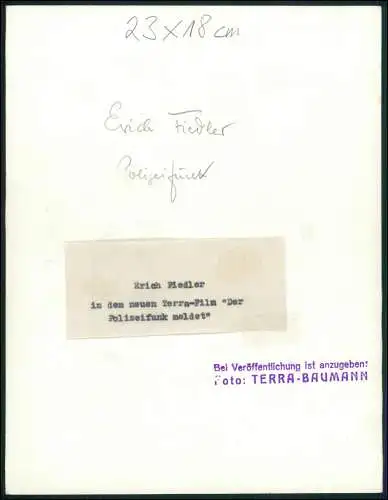 23 x 18 cm
Erich Fiedler
Polizeifunk
Erich Fiedler
in dem neuen Terra-Film "Der
Polizeifunk meldet"
Bei Veröffentlichung ist anzugeben:
Foto: TERRA-BAUMANN